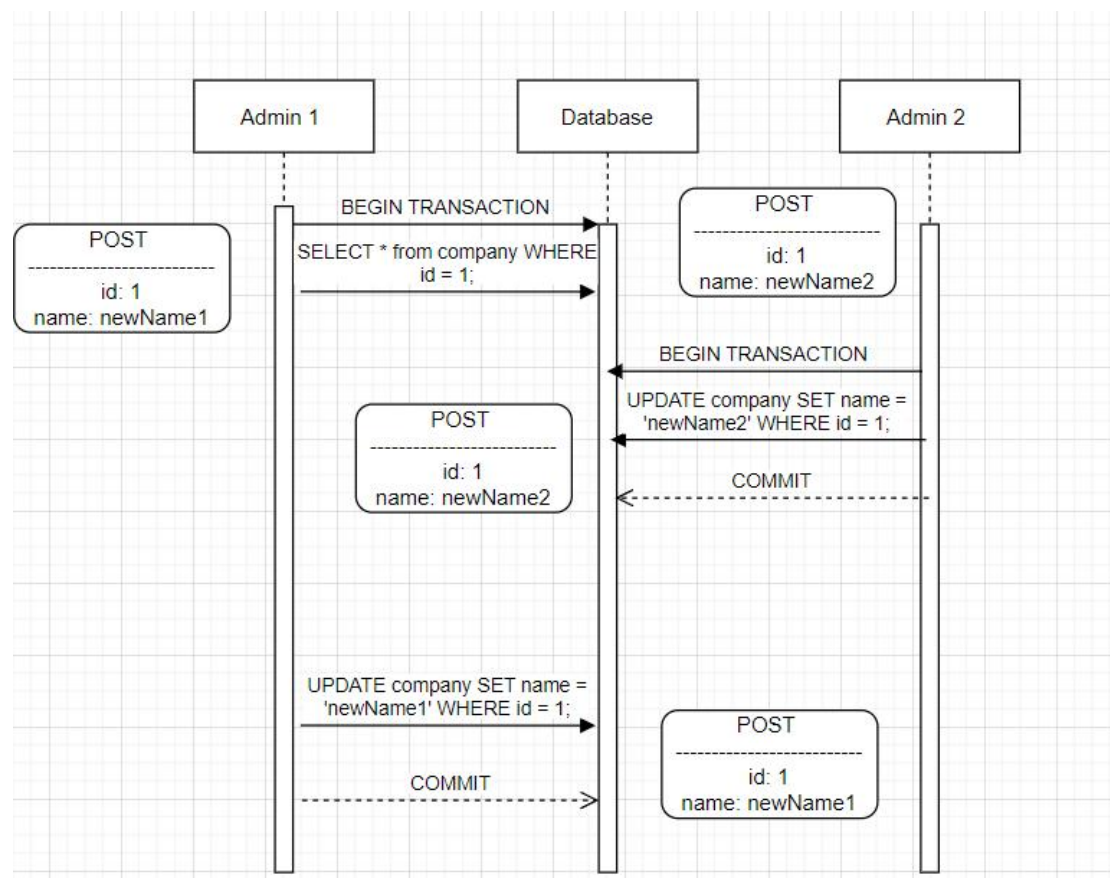 Admin 1
Database
Admin 2
BEGIN TRANSACTION
POST
id: 1
name: newName2
POST
id: 1
name: newName1
SELECT * from company WHERE
id = 1;
BEGIN TRANSACTION
UPDATE company SET name =
'newName2' WHERE id = 1;
POST
id: 1
name: newName2
COMMIT
UPDATE company SET name =
'newName1' WHERE id = 1;
POST
id: 1
name: newName1
COMMIT